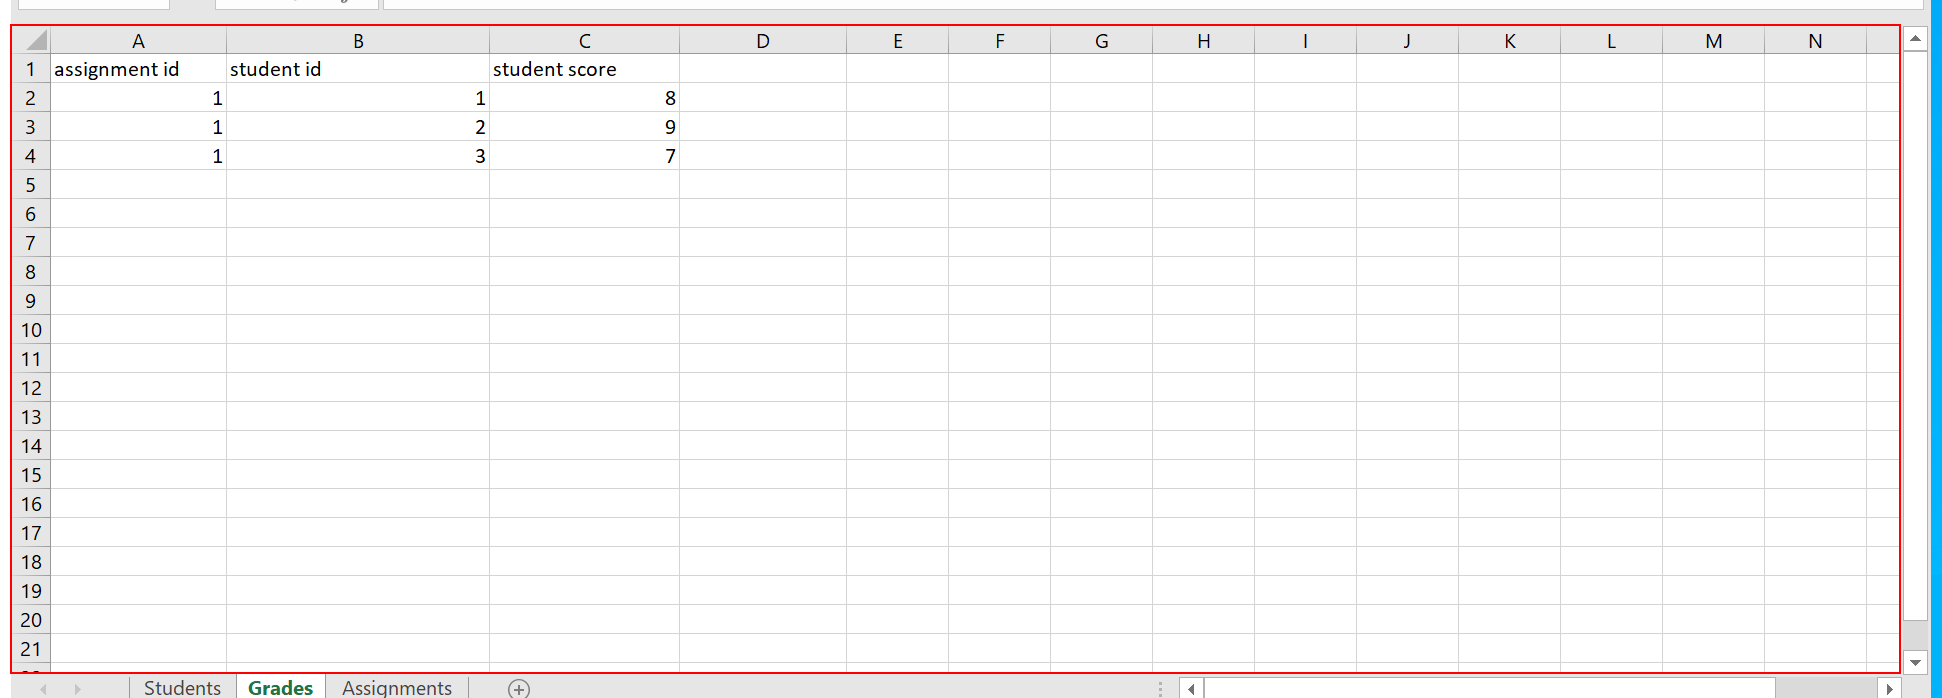 A B C D E F G H I J K L M N
1 assignment id student id student score
2 1 1 8
3 1 2 9
4 1 3 7
5
6
7
8
9
10
11
12
13
14
15
16
17
18
19
20
21
Students Grades Assignments